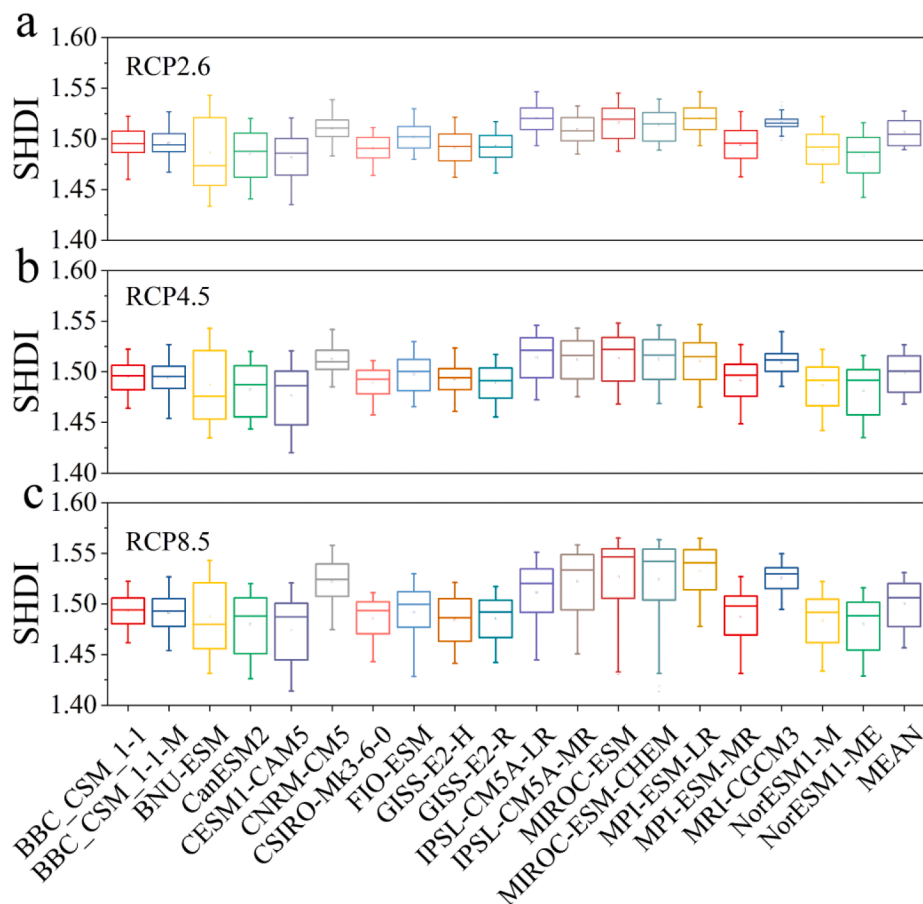 a
1.60
RCP2.6
1.55
SHDI
1.50
1.45
1.40
b
1.60
RCP4.5
1.55
SHDI
1.50
1.45
1.40
c
1.60
RCP8.5
1.55
SHDI
1.50
1.45
1.40
BBC_CSM_1-1
BBC_CSM_1-1-M
BNU-ESM
CanESM2
CESM1-CAM5
CNRM-CM5
CSIRO-Mk3-6-0
FIO-ESM
GISS-E2-H
GISS-E2-R
IPSL-CM5A-LR
IPSL-CM5A-MR
MIROC-ESM
MIROC-ESM-CHEM
MPI-ESM-LR
MPI-ESM-MR
MRI-CGCM3
NorESM1-M
NorESM1-ME
MEAN